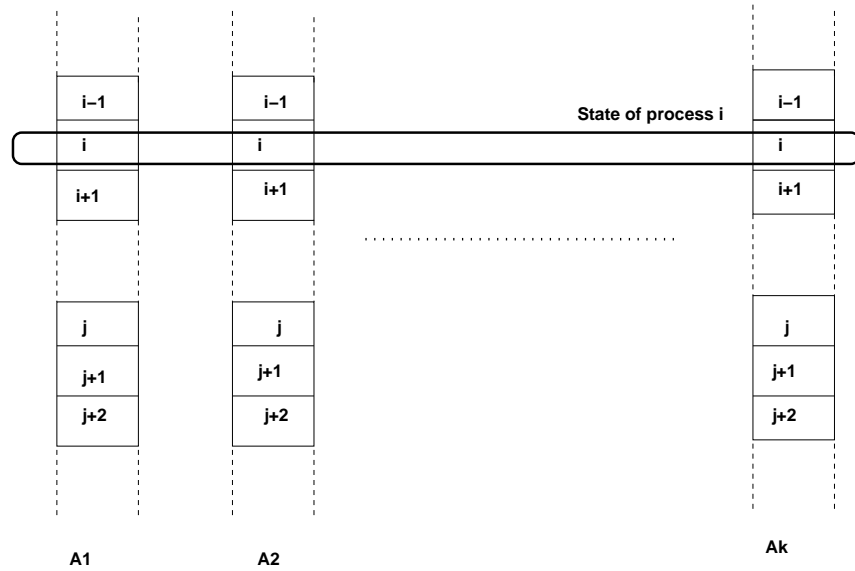 i−1 i−1 i−1
State of process i
i i i
i+1 i+1 i+1
j j j
j+1 j+1 j+1
j+2 j+2 j+2
A1 A2 Ak